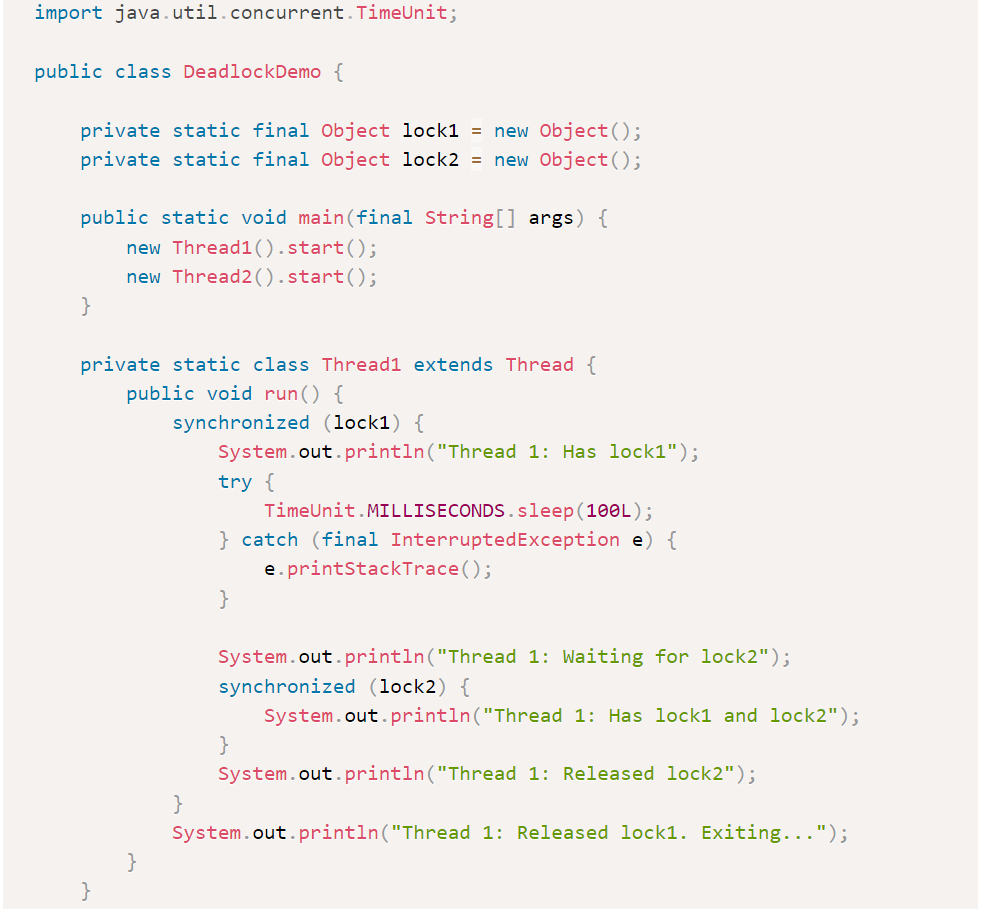 import java.util.concurrent.TimeUnit;
public class DeadlockDemo {
    private static final Object lock1 = new Object();
    private static final Object lock2 = new Object();
    public static void main(final String[] args) {
        new Thread1().start();
        new Thread2().start();
    }
    private static class Thread1 extends Thread {
        public void run() {
            synchronized (lock1) {
                System.out.println("Thread 1: Has lock1");
                try {
                    TimeUnit.MILLISECONDS.sleep(100L);
                } catch (final InterruptedException e) {
                    e.printStackTrace();
                }
                System.out.println("Thread 1: Waiting for lock2");
                synchronized (lock2) {
                    System.out.println("Thread 1: Has lock1 and lock2");
                }
                System.out.println("Thread 1: Released lock2");
            }
            System.out.println("Thread 1: Released lock1. Exiting...");
        }
    }